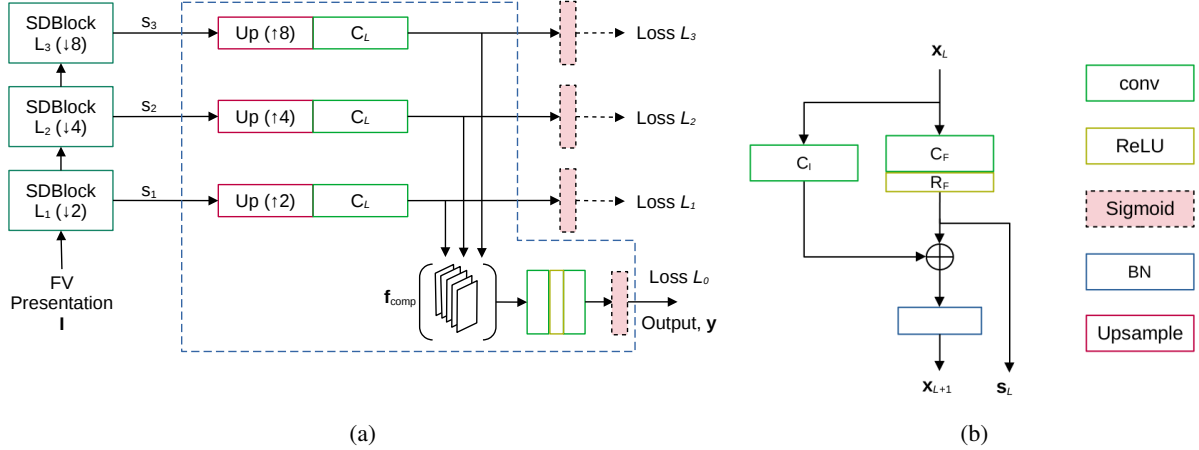 SDBlock
L₃ (↓8)
s₃
Up (↑8)
C_L
Loss L₃
SDBlock
L₂ (↓4)
s₂
Up (↑4)
C_L
Loss L₂
SDBlock
L₁ (↓2)
s₁
Up (↑2)
C_L
Loss L₁
FV
Presentation
I
f_comp
Loss L₀
Output, y
(a)
x_L
C_I
C_F
R_F
x_{L+1}
s_L
(b)
conv
ReLU
Sigmoid
BN
Upsample